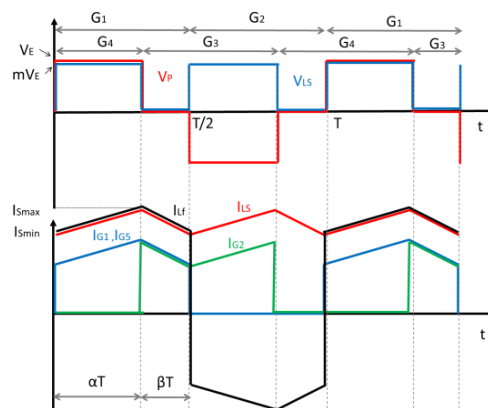 G1 G2 G1
G4 G3 G4 G3
VE
mVE
VP VLS
T/2 T t
ISmax
ISmin
ILf ILS
IG1 ,IG5 IG2
t
αT βT